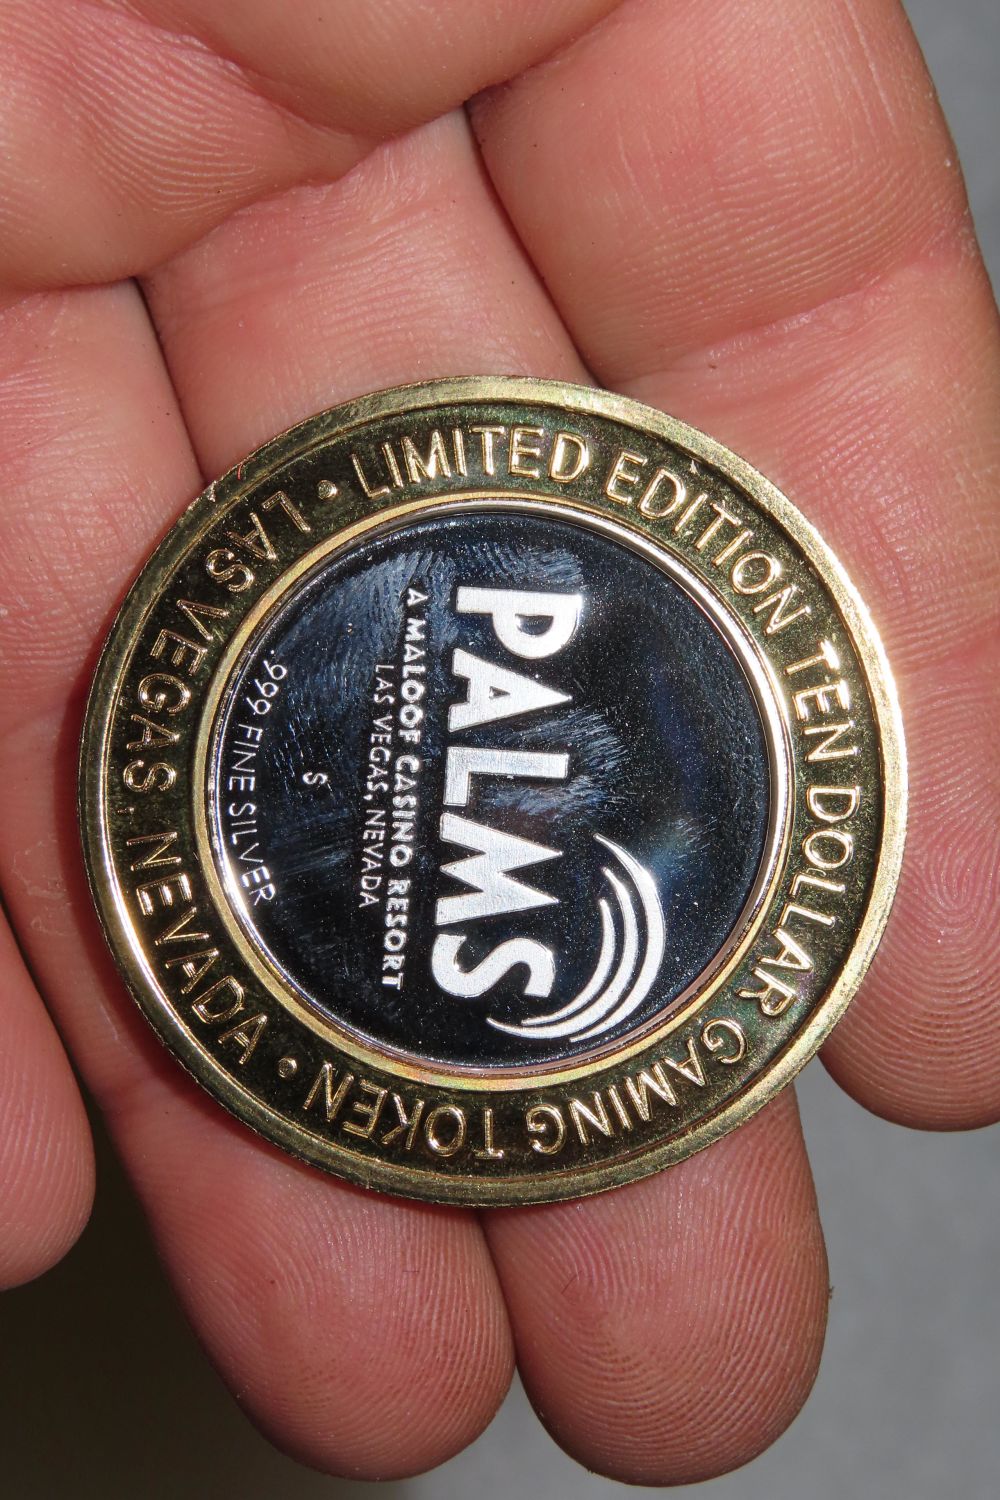 • LIMITED EDITION TEN DOLLAR GAMING TOKEN •
LAS VEGAS, NEVADA
PALMS
A MALOOF CASINO RESORT
LAS VEGAS, NEVADA
S
.999 FINE SILVER